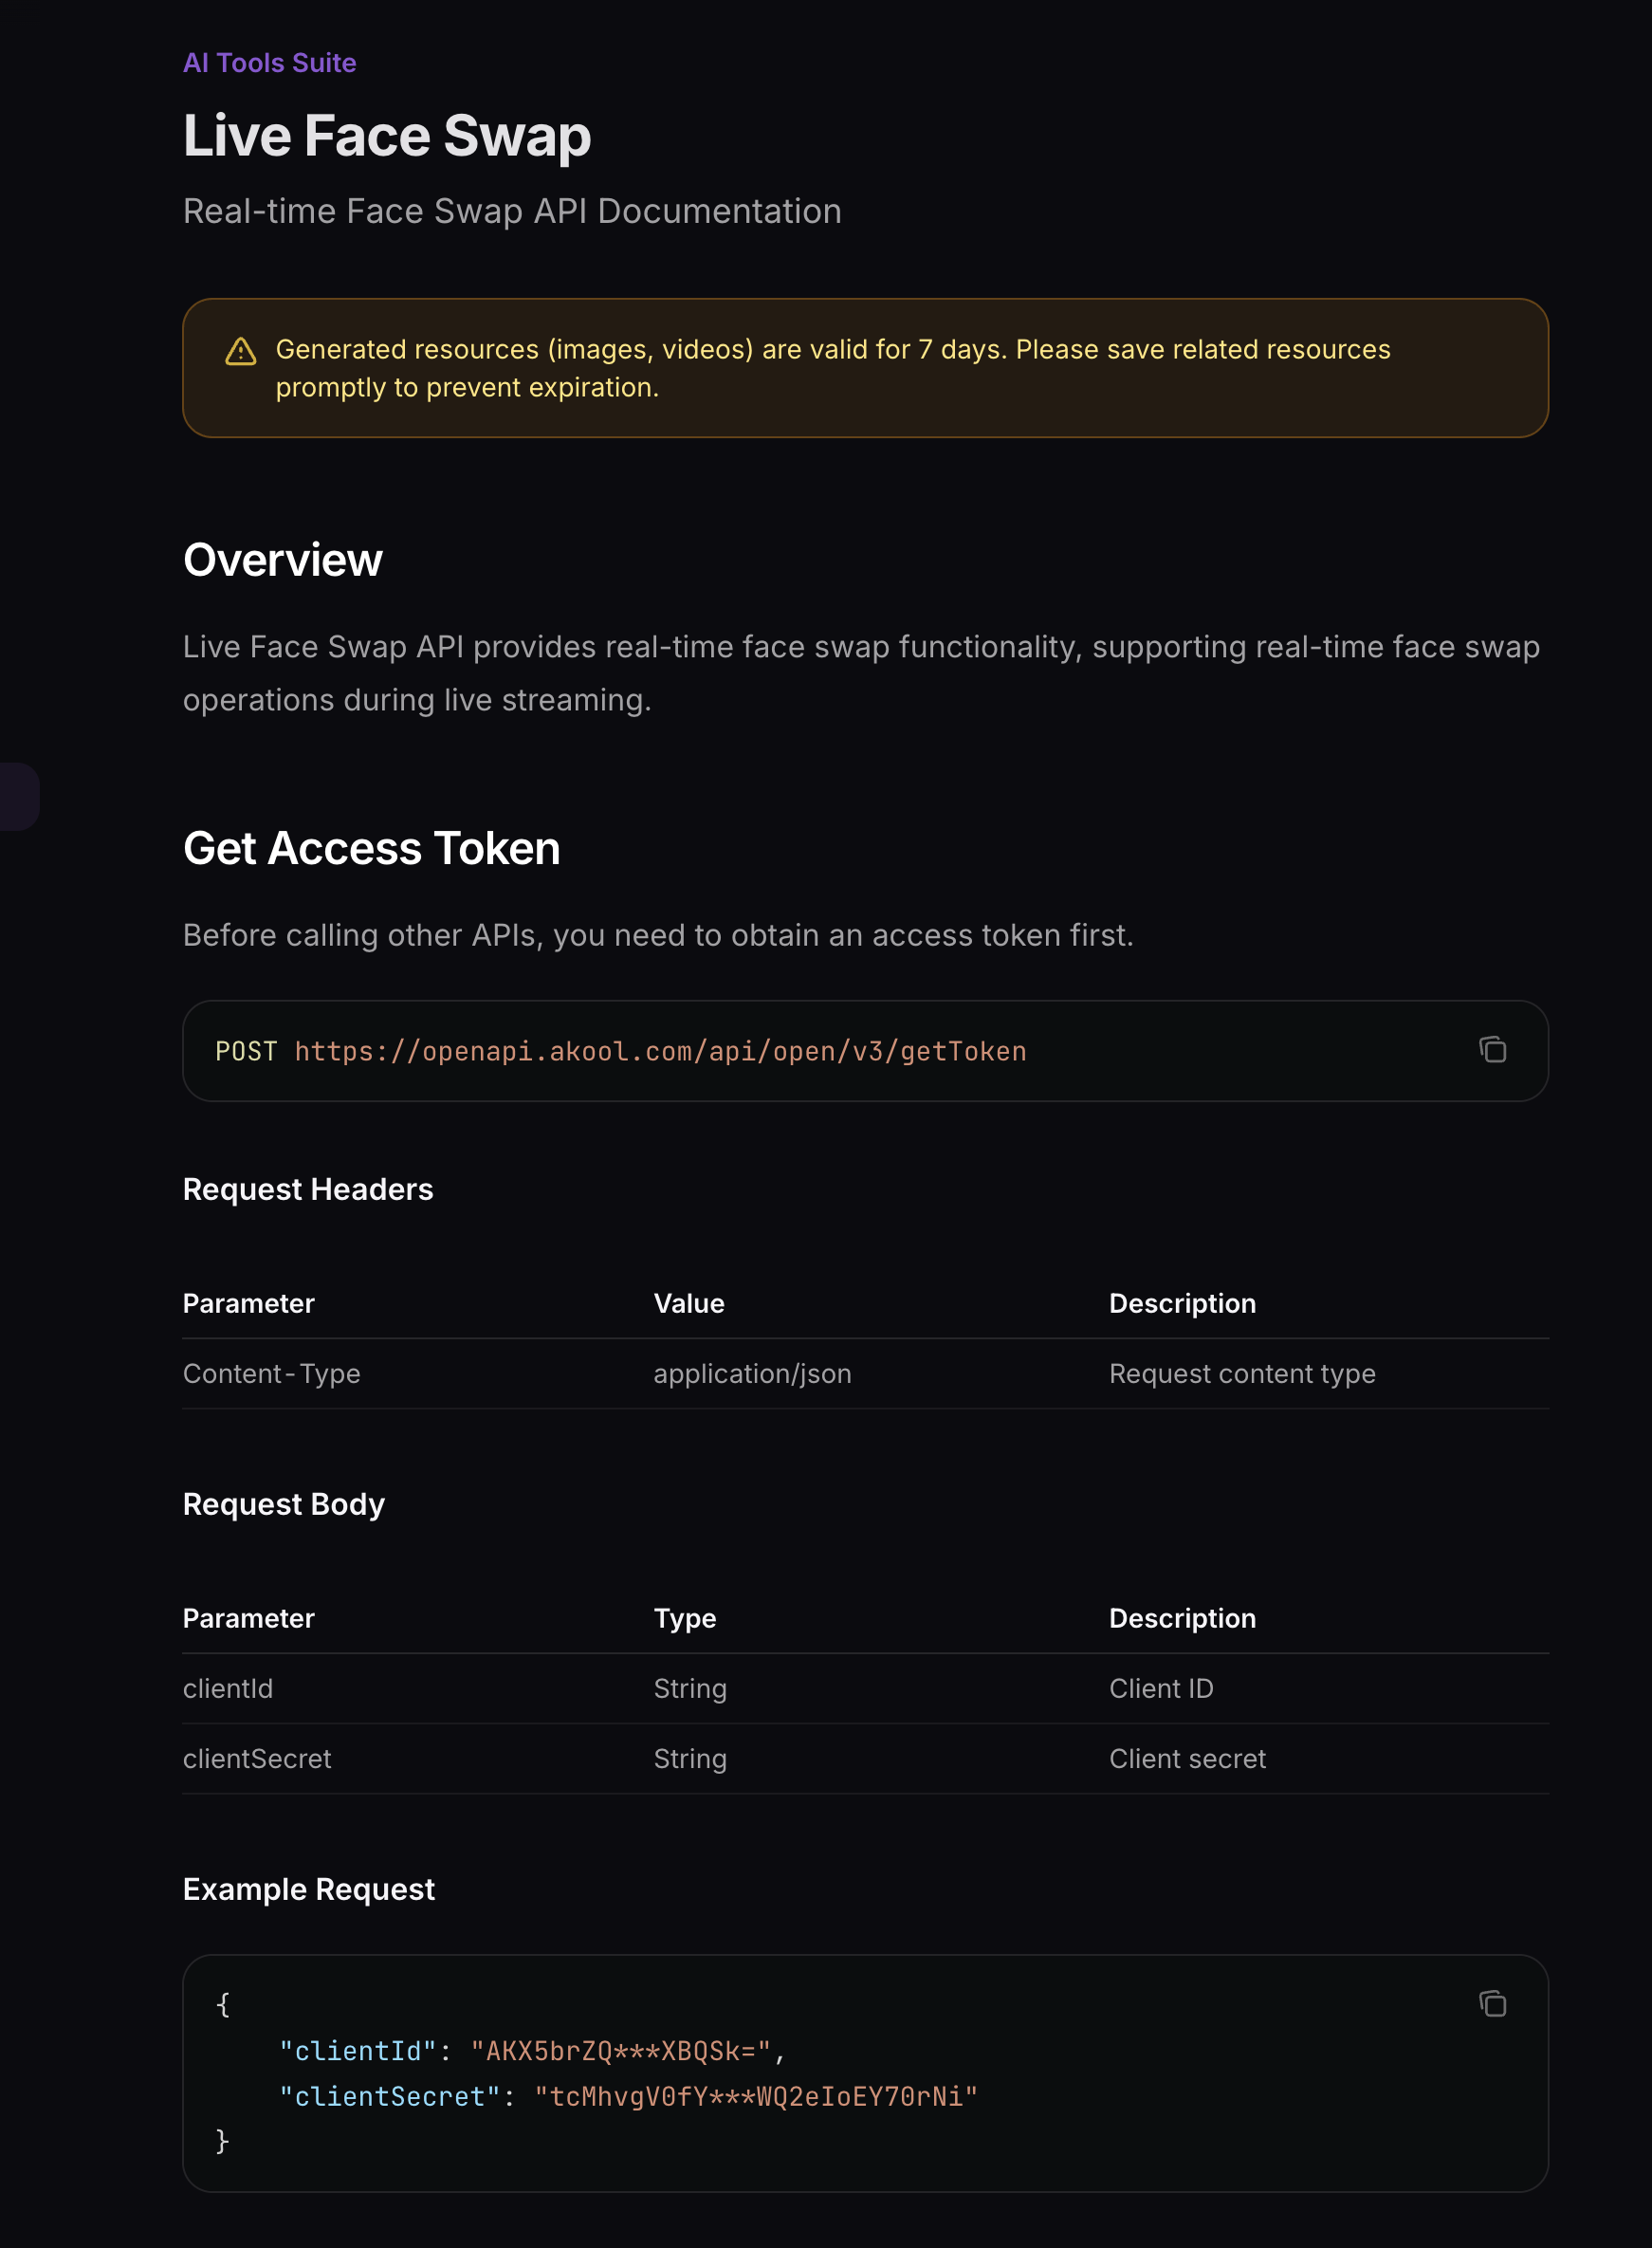 AI Tools Suite
Live Face Swap
Real-time Face Swap API Documentation
Generated resources (images, videos) are valid for 7 days. Please save related resources
promptly to prevent expiration.
Overview
Live Face Swap API provides real-time face swap functionality, supporting real-time face swap
operations during live streaming.
Get Access Token
Before calling other APIs, you need to obtain an access token first.
POST https://openapi.akool.com/api/open/v3/getToken
Request Headers
Parameter Value Description
Content-Type application/json Request content type
Request Body
Parameter Type Description
clientId String Client ID
clientSecret String Client secret
Example Request
{
    "clientId": "AKX5brZQ***XBQSk=",
    "clientSecret": "tcMhvgV0fY***WQ2eIoEY70rNi"
}